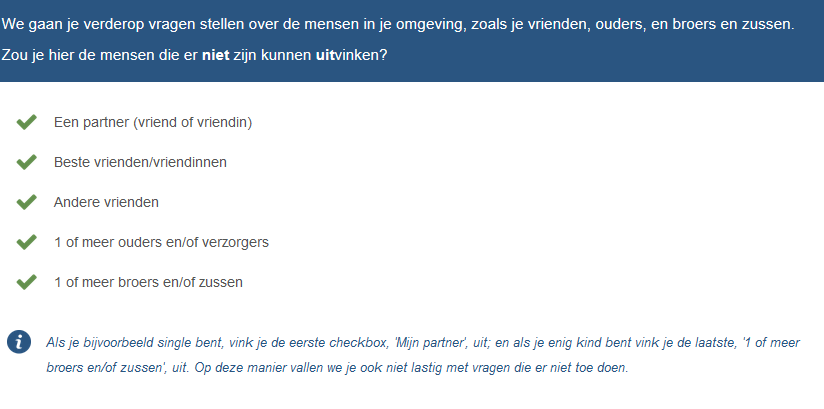 We gaan je verderop vragen stellen over de mensen in je omgeving, zoals je vrienden, ouders, en broers en zussen.
Zou je hier de mensen die er niet zijn kunnen uitvinken?
Een partner (vriend of vriendin)
Beste vrienden/vriendinnen
Andere vrienden
1 of meer ouders en/of verzorgers
1 of meer broers en/of zussen
Als je bijvoorbeeld single bent, vink je de eerste checkbox, 'Mijn partner', uit; en als je enig kind bent vink je de laatste, '1 of meer
broers en/of zussen', uit. Op deze manier vallen we je ook niet lastig met vragen die er niet toe doen.